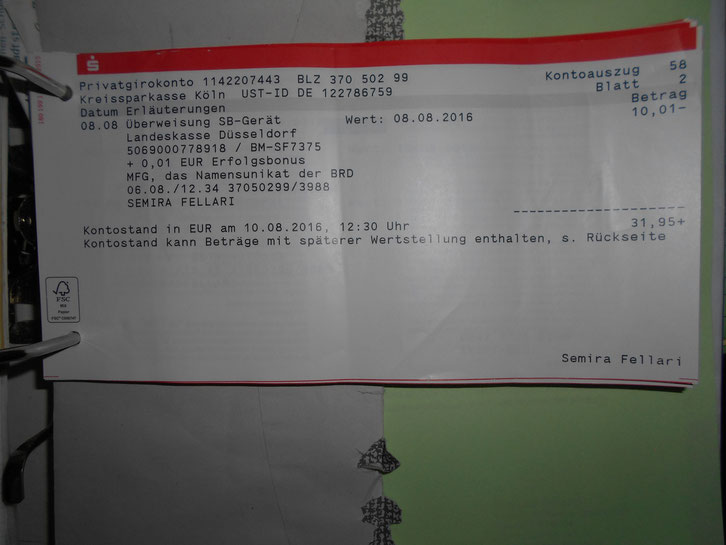 Privatgirokonto 1142207443 BLZ 370 502 99 Kontoauszug 58
Kreissparkasse Köln UST-ID DE 122786759 Blatt 2
Datum Erläuterungen Betrag
08.08 Überweisung SB-Gerät Wert: 08.08.2016 10,01-
Landeskasse Düsseldorf
5069000778918 / BM-SF7375
+ 0,01 EUR Erfolgsbonus
MFG, das Namensunikat der BRD
06.08./12.34 37050299/3988
SEMIRA FELLARI
Kontostand in EUR am 10.08.2016, 12:30 Uhr 31,95+
Kontostand kann Beträge mit späterer Wertstellung enthalten, s. Rückseite
FSC
Semira Fellari